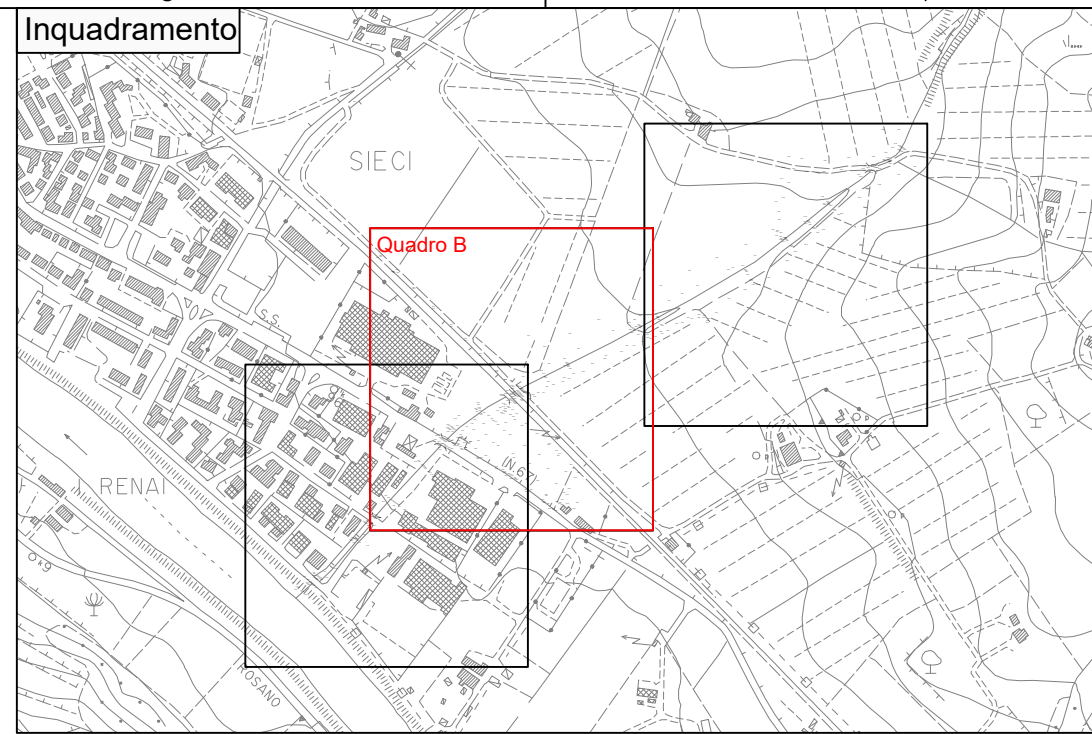 Inquadramento
SIECI
Quadro B
S.S.
(N.67)
I RENAI
ROSANO